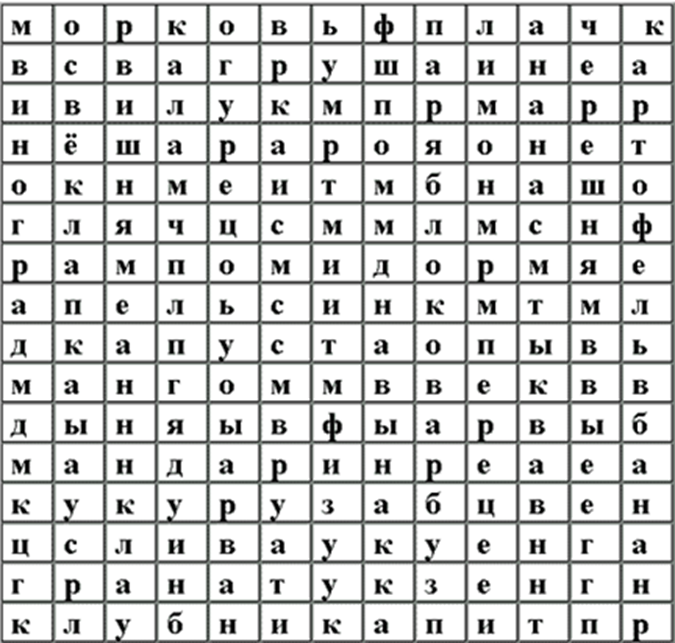 м о р к о в ь ф п л а ч к
в с в а г р у ш а и н е а
и в и л у к м п р м а р р
н ё ш а р а р о я о н е т
о к н м е и т м б н а ш о
г л я ч ц с м м л м с н ф
р а м п о м и д о р м я е
а п е л ь с и н к м т м л
д к а п у с т а о п ы в ь
м а н г о м м в в е к в в
д ы н я ы в ф ы а р в ы б
м а н д а р и н р е а е а
к у к у р у з а б ц в е н
ц с л и в а у к у е н г а
г р а н а т у к з е н г н
к л у б н и к а п и т п р